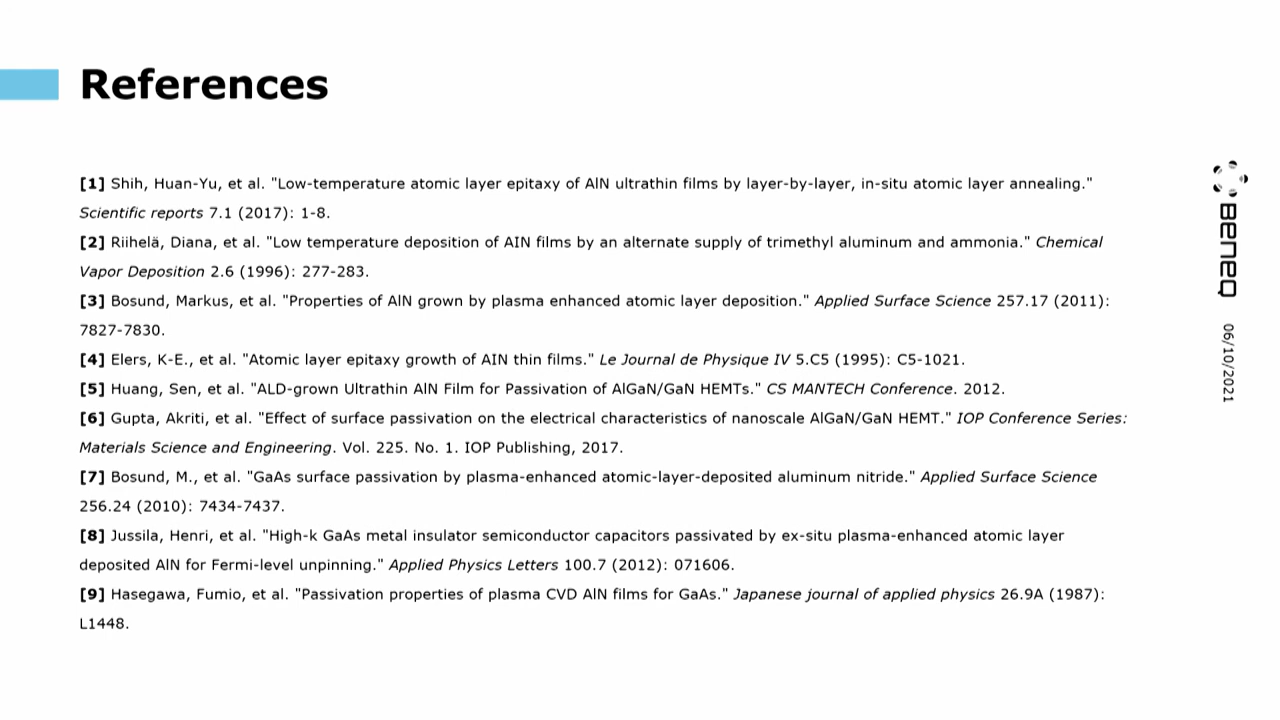 References
[1] Shih, Huan-Yu, et al. "Low-temperature atomic layer epitaxy of AlN ultrathin films by layer-by-layer, in-situ atomic layer annealing."
Scientific reports 7.1 (2017): 1-8.
[2] Riihelä, Diana, et al. "Low temperature deposition of AIN films by an alternate supply of trimethyl aluminum and ammonia." Chemical
Vapor Deposition 2.6 (1996): 277-283.
[3] Bosund, Markus, et al. "Properties of AlN grown by plasma enhanced atomic layer deposition." Applied Surface Science 257.17 (2011):
7827-7830.
[4] Elers, K-E., et al. "Atomic layer epitaxy growth of AIN thin films." Le Journal de Physique IV 5.C5 (1995): C5-1021.
[5] Huang, Sen, et al. "ALD-grown Ultrathin AlN Film for Passivation of AlGaN/GaN HEMTs." CS MANTECH Conference. 2012.
[6] Gupta, Akriti, et al. "Effect of surface passivation on the electrical characteristics of nanoscale AlGaN/GaN HEMT." IOP Conference Series:
Materials Science and Engineering. Vol. 225. No. 1. IOP Publishing, 2017.
[7] Bosund, M., et al. "GaAs surface passivation by plasma-enhanced atomic-layer-deposited aluminum nitride." Applied Surface Science
256.24 (2010): 7434-7437.
[8] Jussila, Henri, et al. "High-k GaAs metal insulator semiconductor capacitors passivated by ex-situ plasma-enhanced atomic layer
deposited AlN for Fermi-level unpinning." Applied Physics Letters 100.7 (2012): 071606.
[9] Hasegawa, Fumio, et al. "Passivation properties of plasma CVD AlN films for GaAs." Japanese journal of applied physics 26.9A (1987):
L1448.
Beneq
06/10/2021